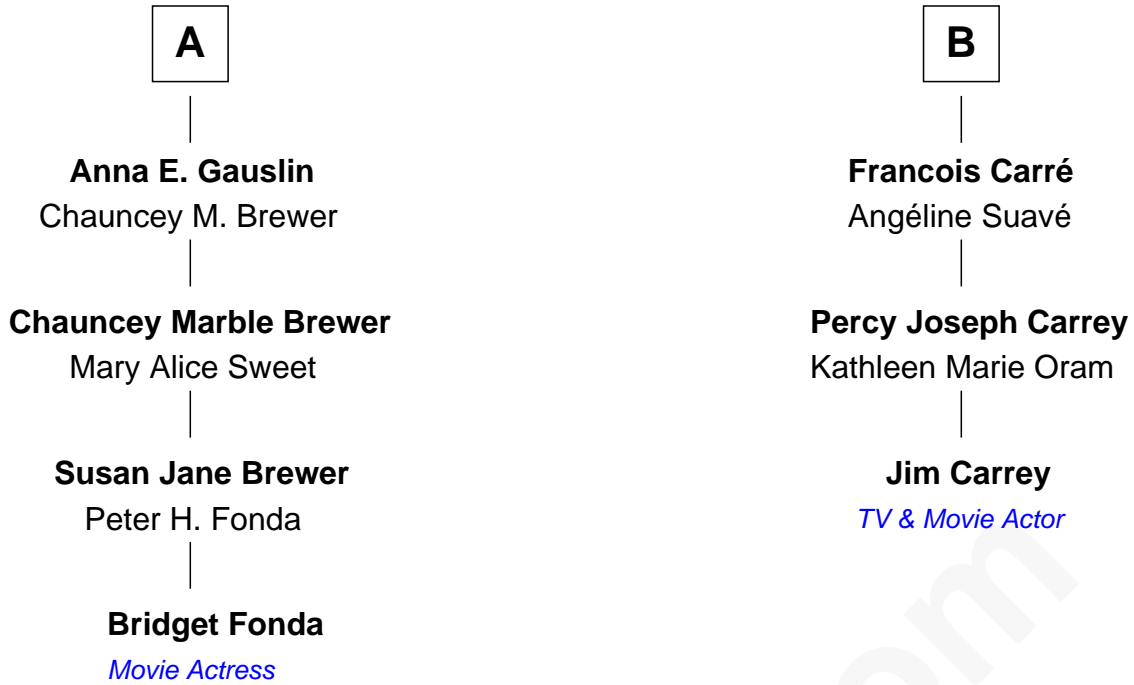 A
Anna E. Gauslin
Chauncey M. Brewer
Chauncey Marble Brewer
Mary Alice Sweet
Susan Jane Brewer
Peter H. Fonda
Bridget Fonda
Movie Actress
B
Francois Carré
Angéline Suavé
Percy Joseph Carrey
Kathleen Marie Oram
Jim Carrey
TV & Movie Actor
om